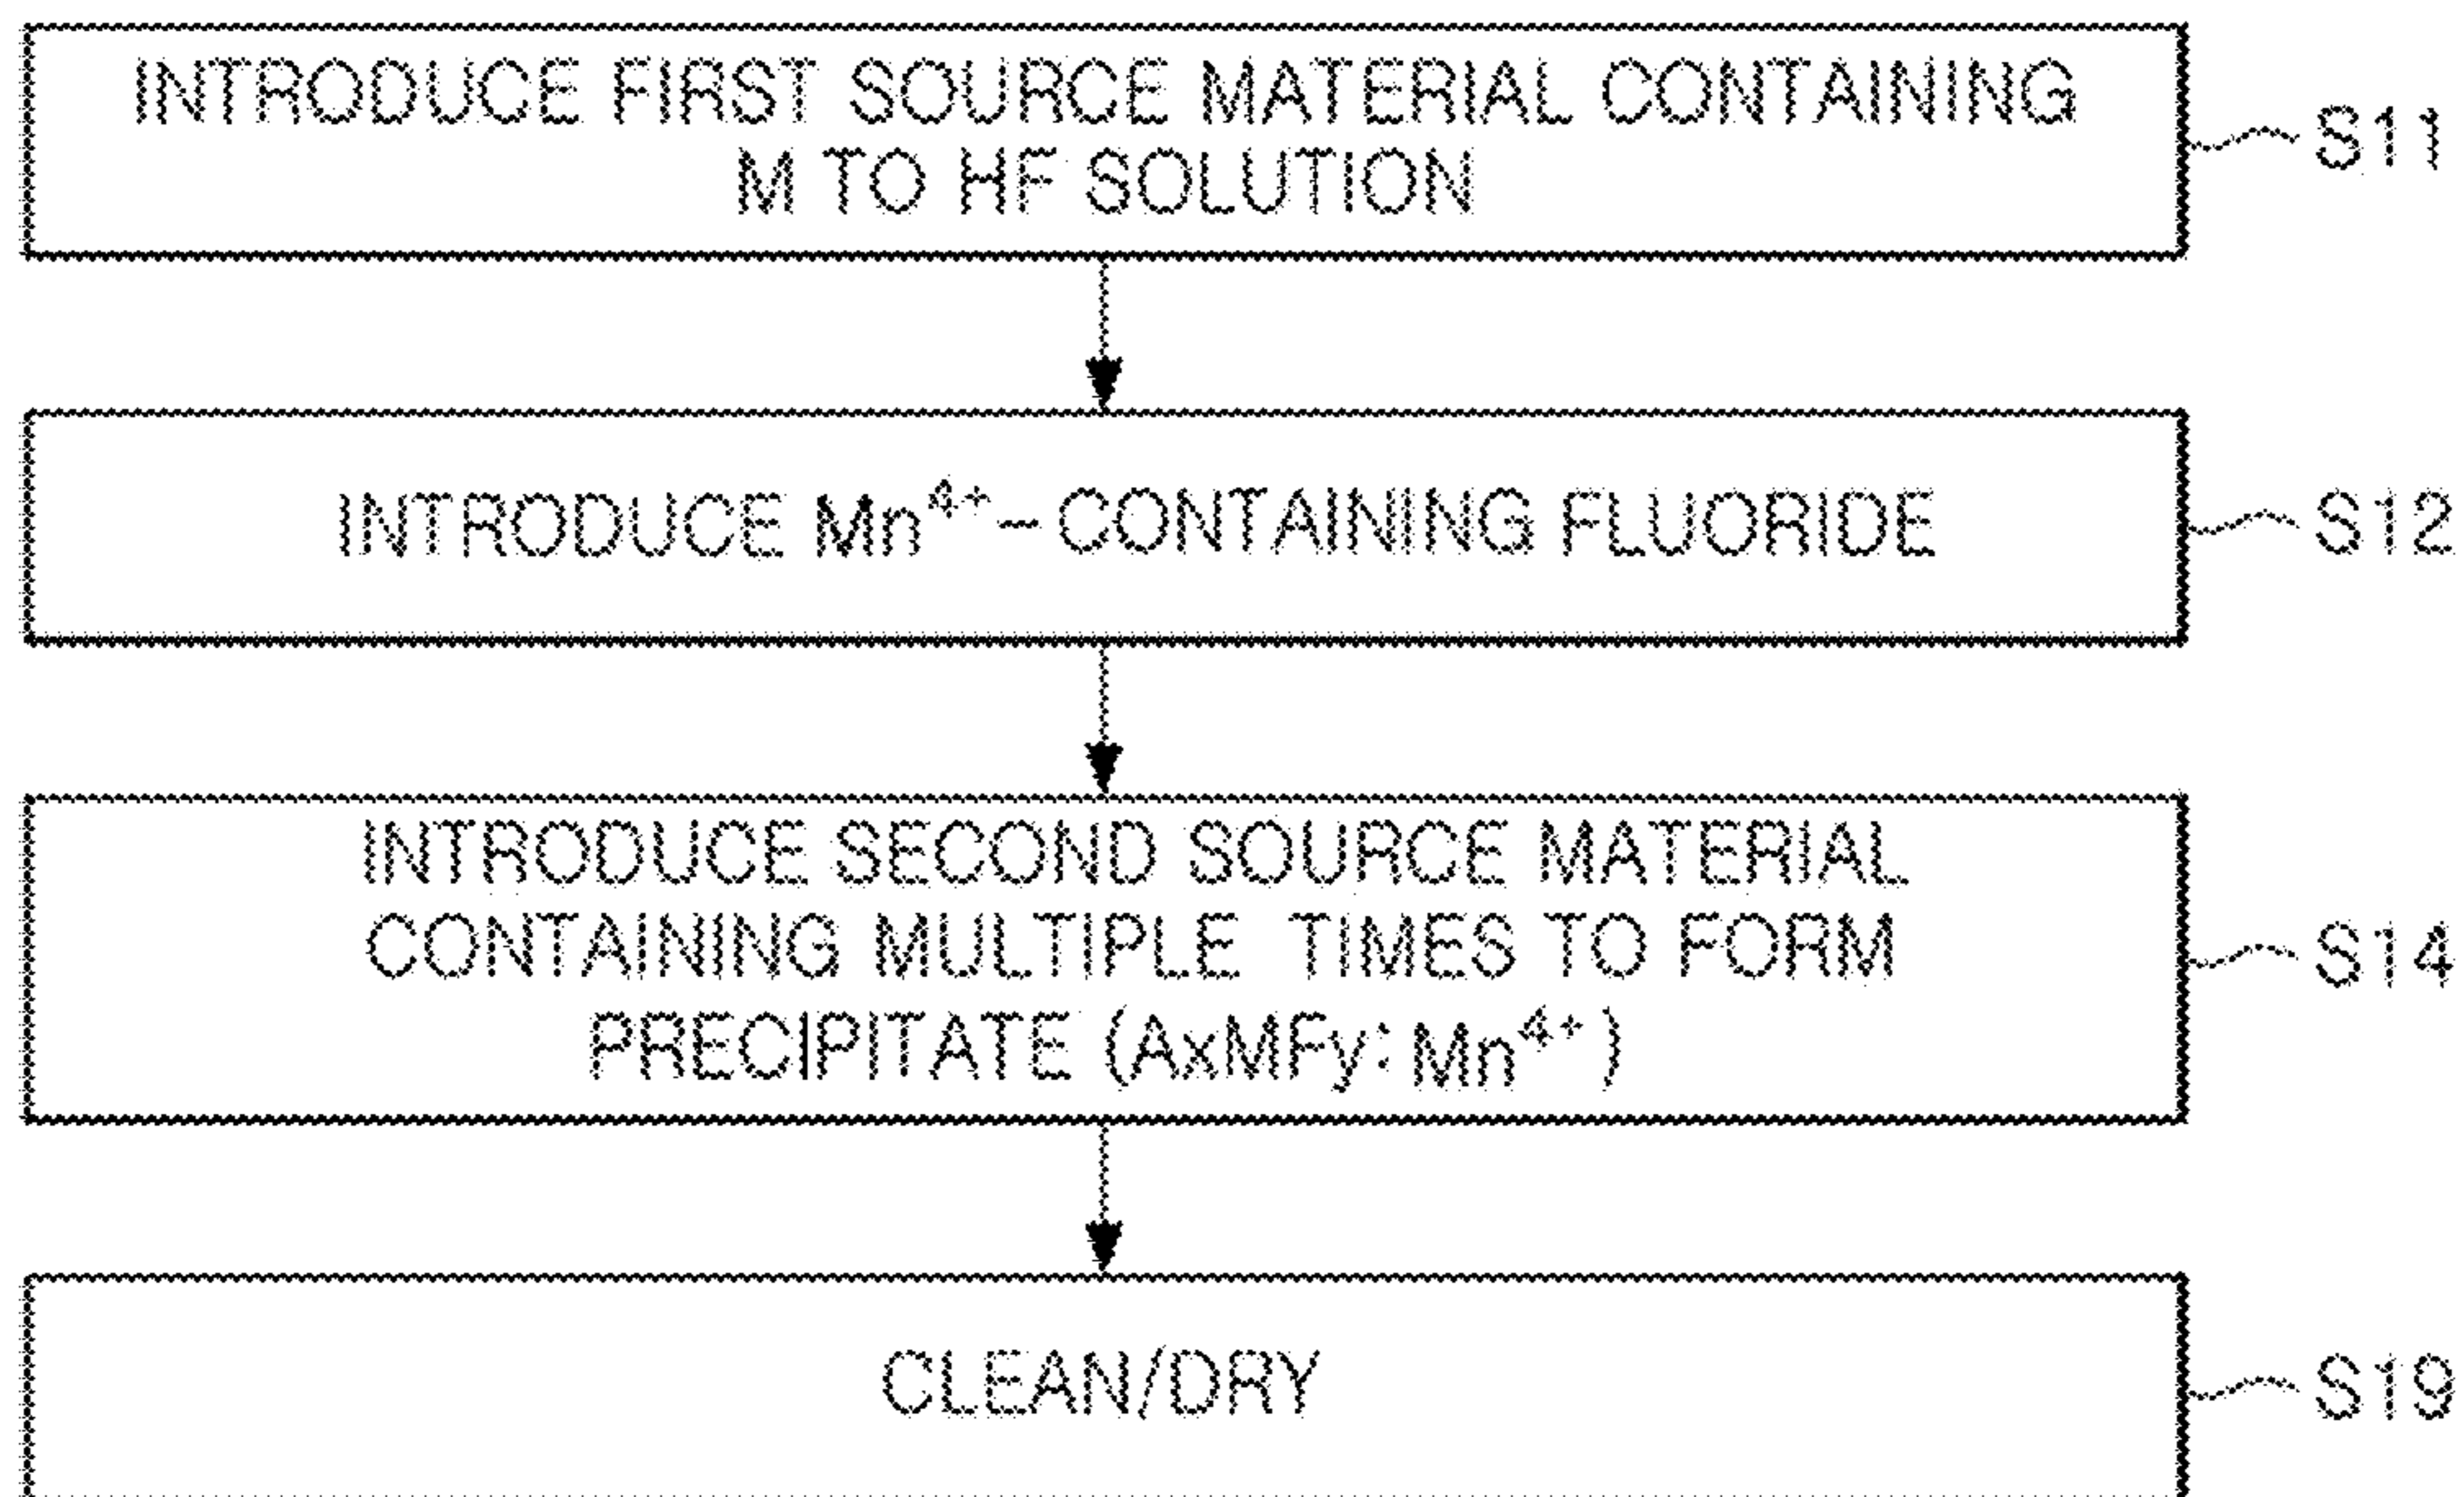 INTRODUCE FIRST SOURCE MATERIAL CONTAINING
M TO HF SOLUTION
S11
INTRODUCE Mn⁴⁺-CONTAINING FLUORIDE
S12
INTRODUCE SECOND SOURCE MATERIAL
CONTAINING MULTIPLE TIMES TO FORM
PRECIPITATE (AxMFy:Mn⁴⁺)
S14
CLEAN/DRY
S19